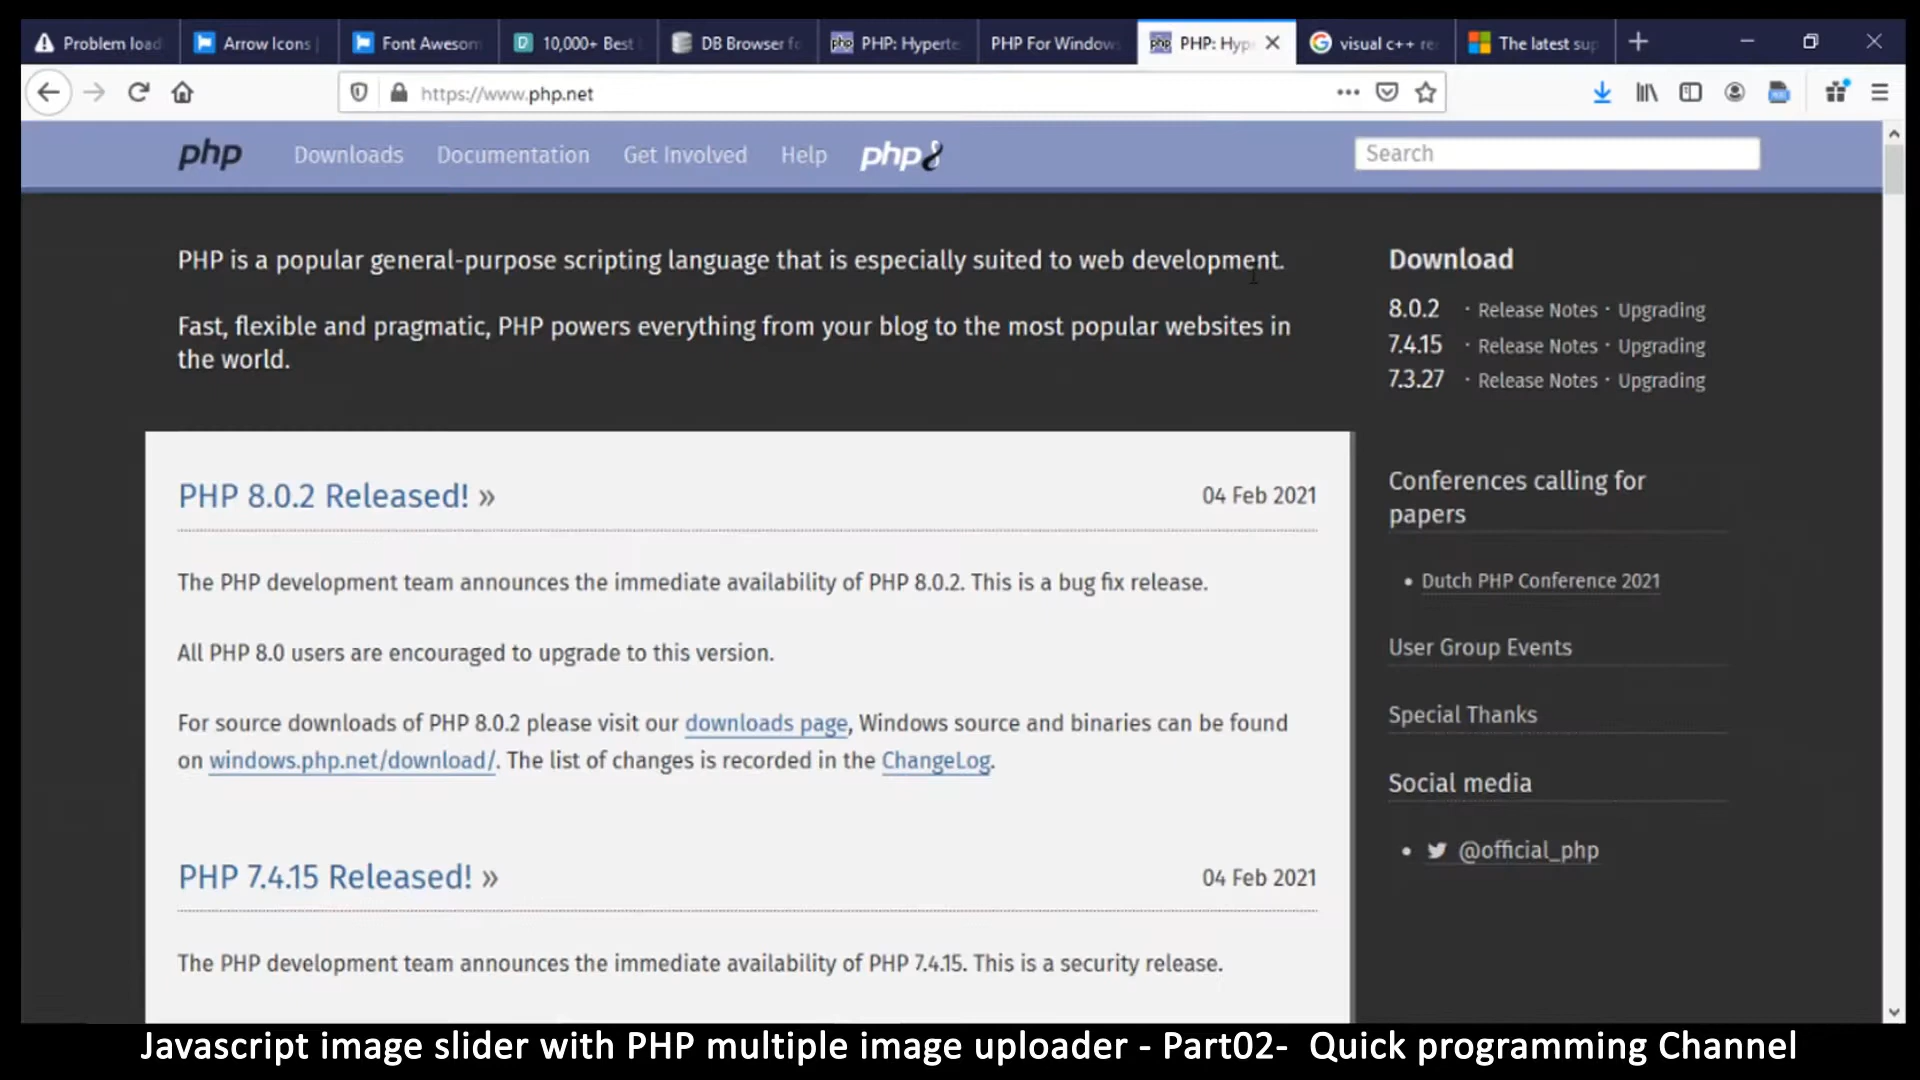 Problem load
Arrow Icons
Font Awesom
10,000+ Best
DB Browser fo
PHP: Hyperte
PHP For Window
PHP: Hype
visual c++ re
The latest sup
https://www.php.net
php
Downloads
Documentation
Get Involved
Help
php8
Search
PHP is a popular general-purpose scripting language that is especially suited to web development.
Fast, flexible and pragmatic, PHP powers everything from your blog to the most popular websites in
the world.
Download
8.0.2 · Release Notes · Upgrading
7.4.15 · Release Notes · Upgrading
7.3.27 · Release Notes · Upgrading
PHP 8.0.2 Released! »
04 Feb 2021
The PHP development team announces the immediate availability of PHP 8.0.2. This is a bug fix release.
All PHP 8.0 users are encouraged to upgrade to this version.
For source downloads of PHP 8.0.2 please visit our downloads page, Windows source and binaries can be found
on windows.php.net/download/. The list of changes is recorded in the ChangeLog.
PHP 7.4.15 Released! »
04 Feb 2021
The PHP development team announces the immediate availability of PHP 7.4.15. This is a security release.
Conferences calling for
papers
• Dutch PHP Conference 2021
User Group Events
Special Thanks
Social media
• @official_php
Javascript image slider with PHP multiple image uploader - Part02- Quick programming Channel